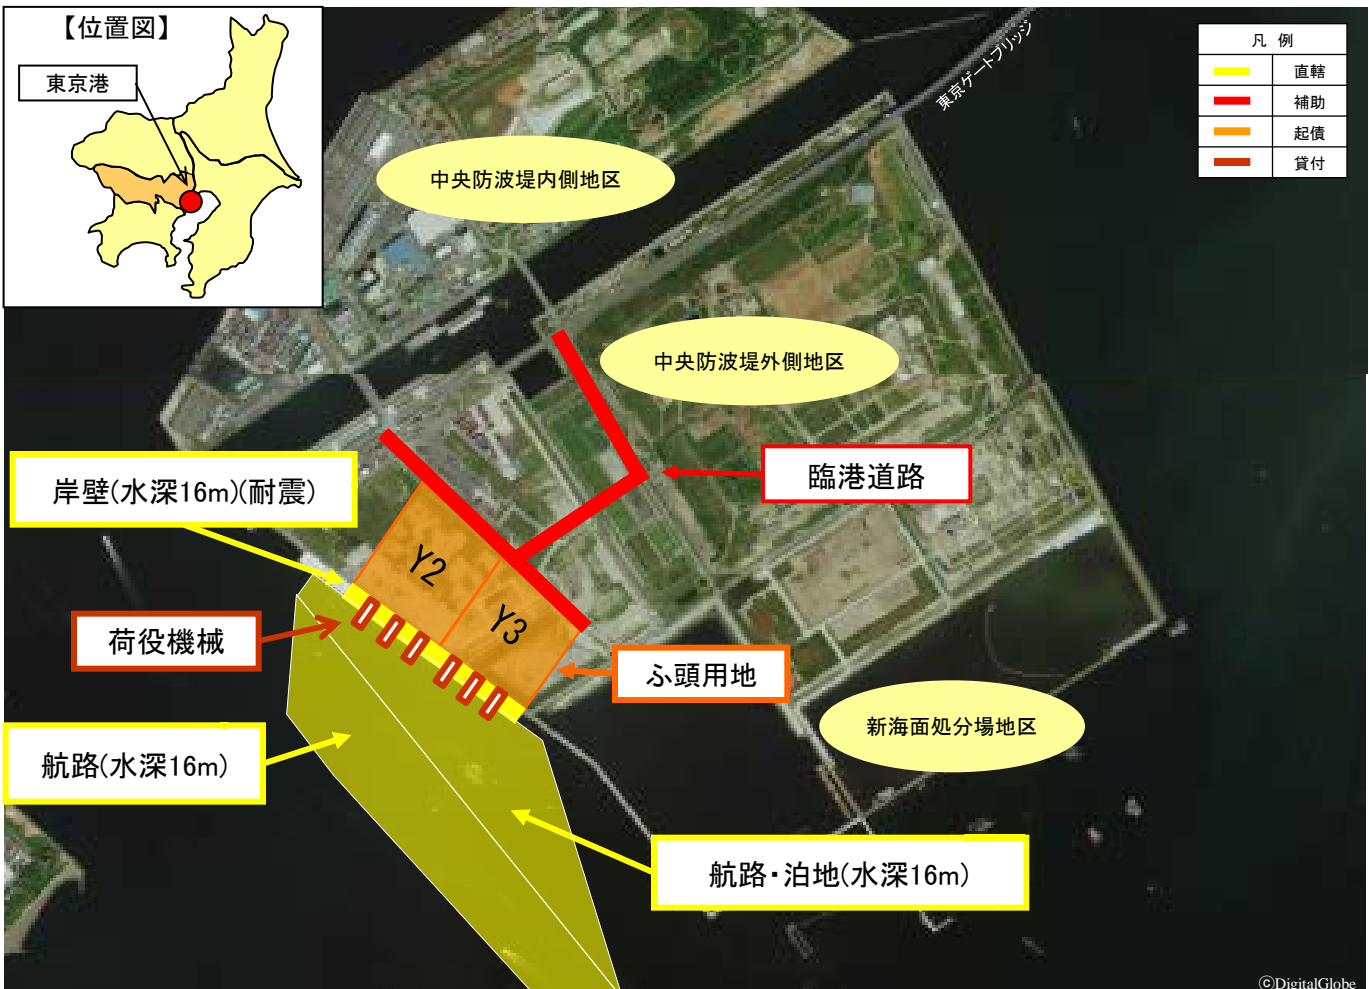 【位置図】
東京港
東京ゲートブリッジ
凡 例
直轄
補助
起債
貸付
中央防波堤内側地区
中央防波堤外側地区
臨港道路
岸壁(水深16m)(耐震)
Y2
Y3
荷役機械
ふ頭用地
新海面処分場地区
航路(水深16m)
航路・泊地(水深16m)
©DigitalGlobe